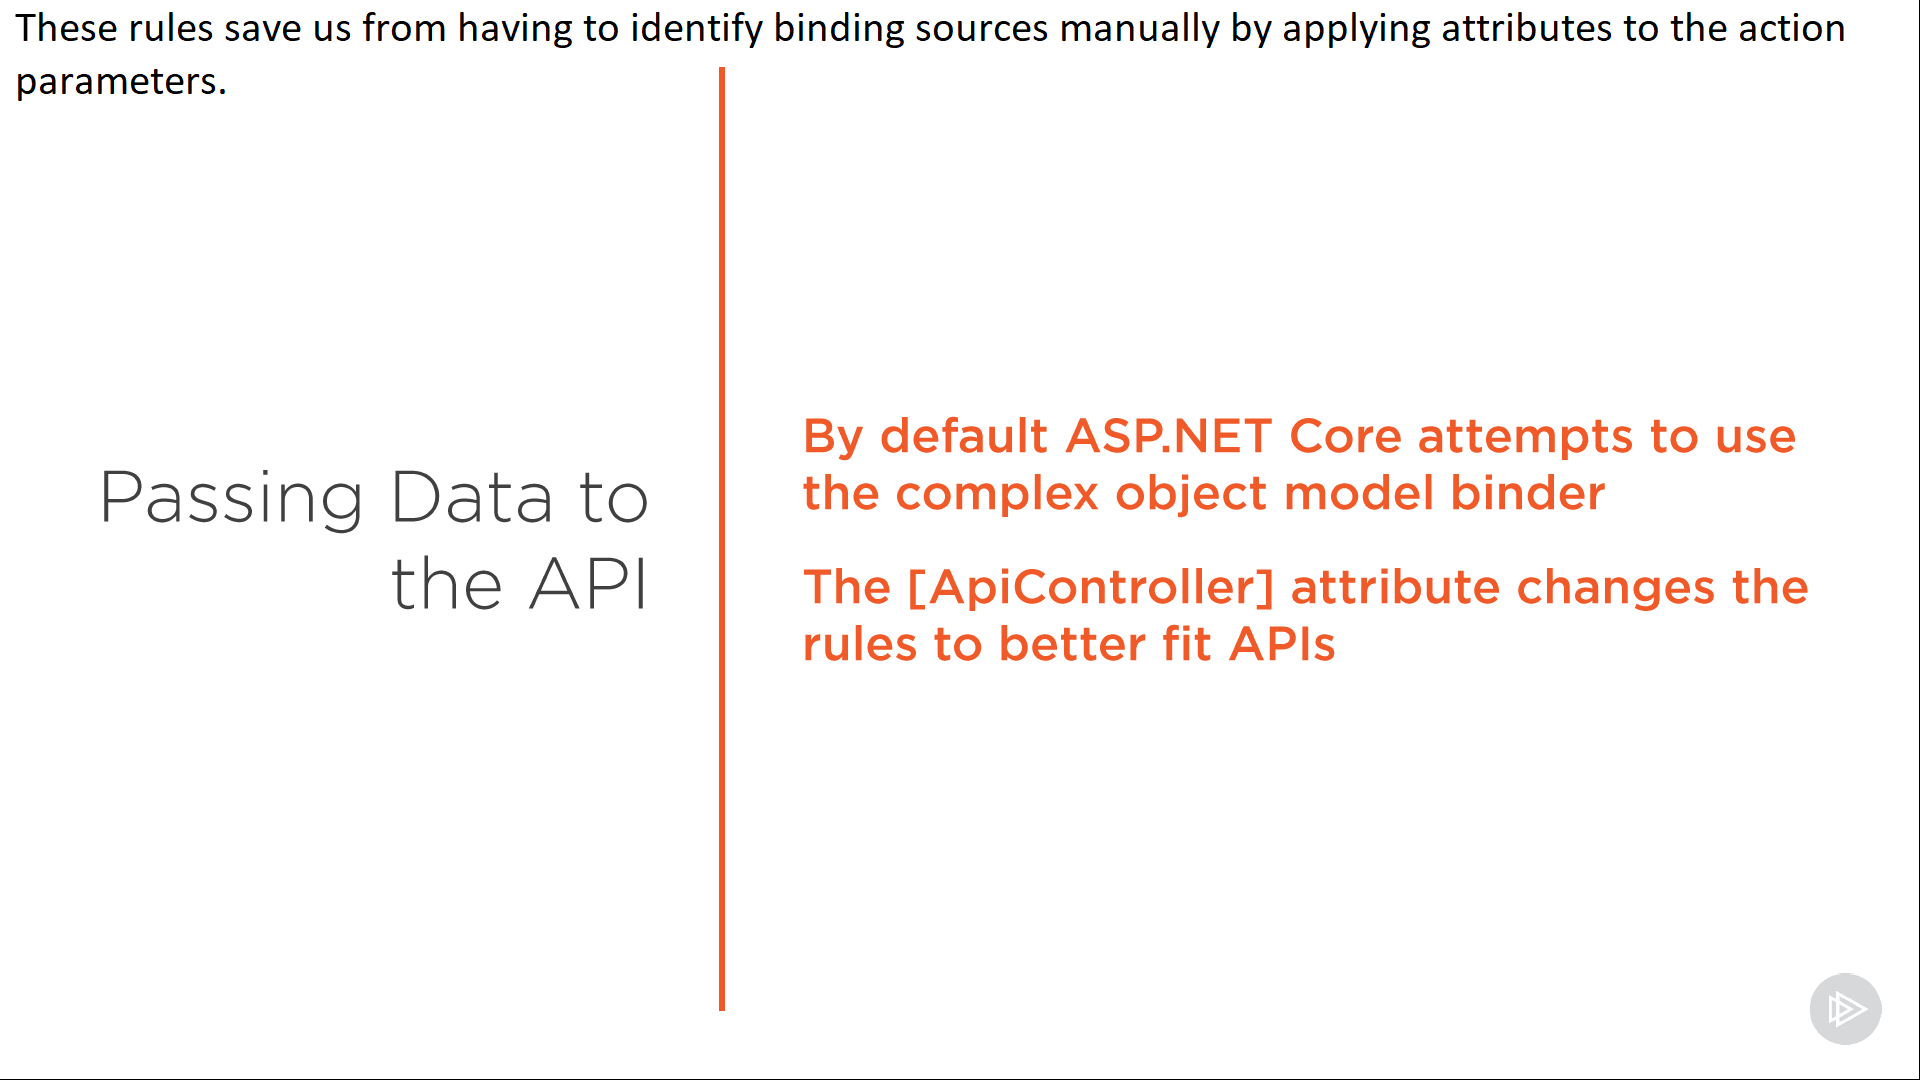 These rules save us from having to identify binding sources manually by applying attributes to the action
parameters.
Passing Data to
the API
By default ASP.NET Core attempts to use
the complex object model binder
The [ApiController] attribute changes the
rules to better fit APIs